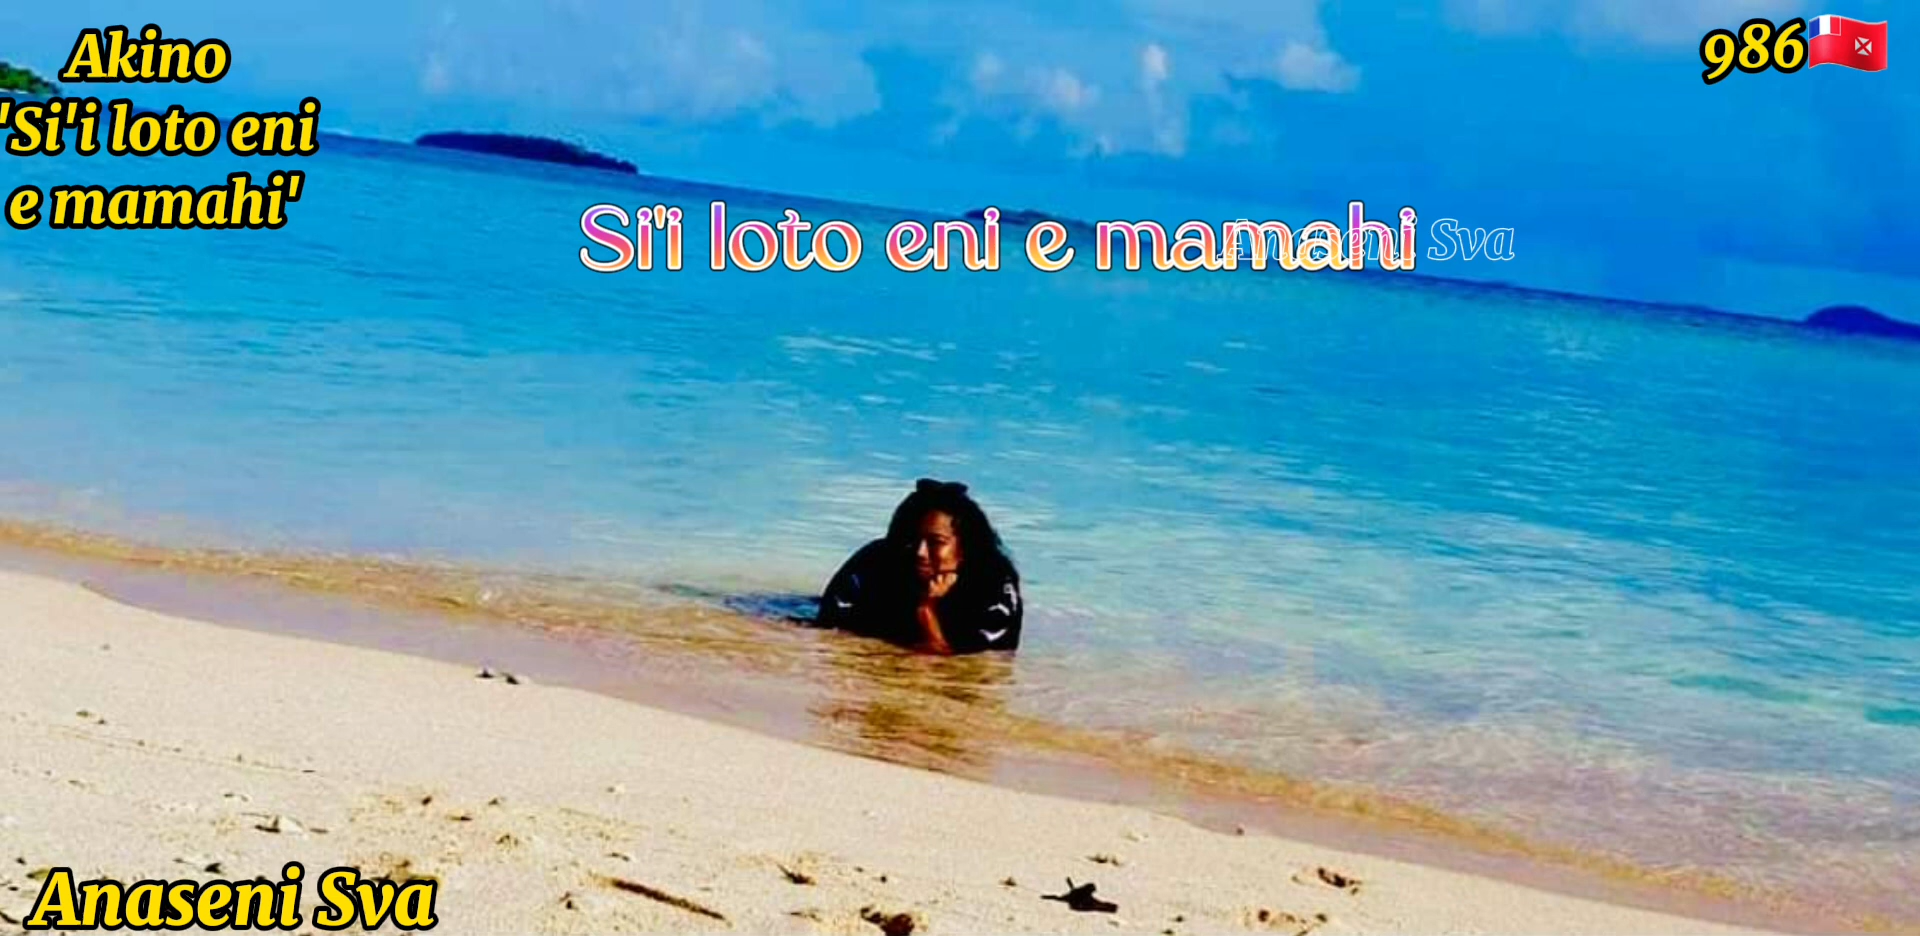 Akino
'Si'i loto eni
e mamahi'
986
Si'i loto eni e mamahi
Anaseni Sva
Anaseni Sva